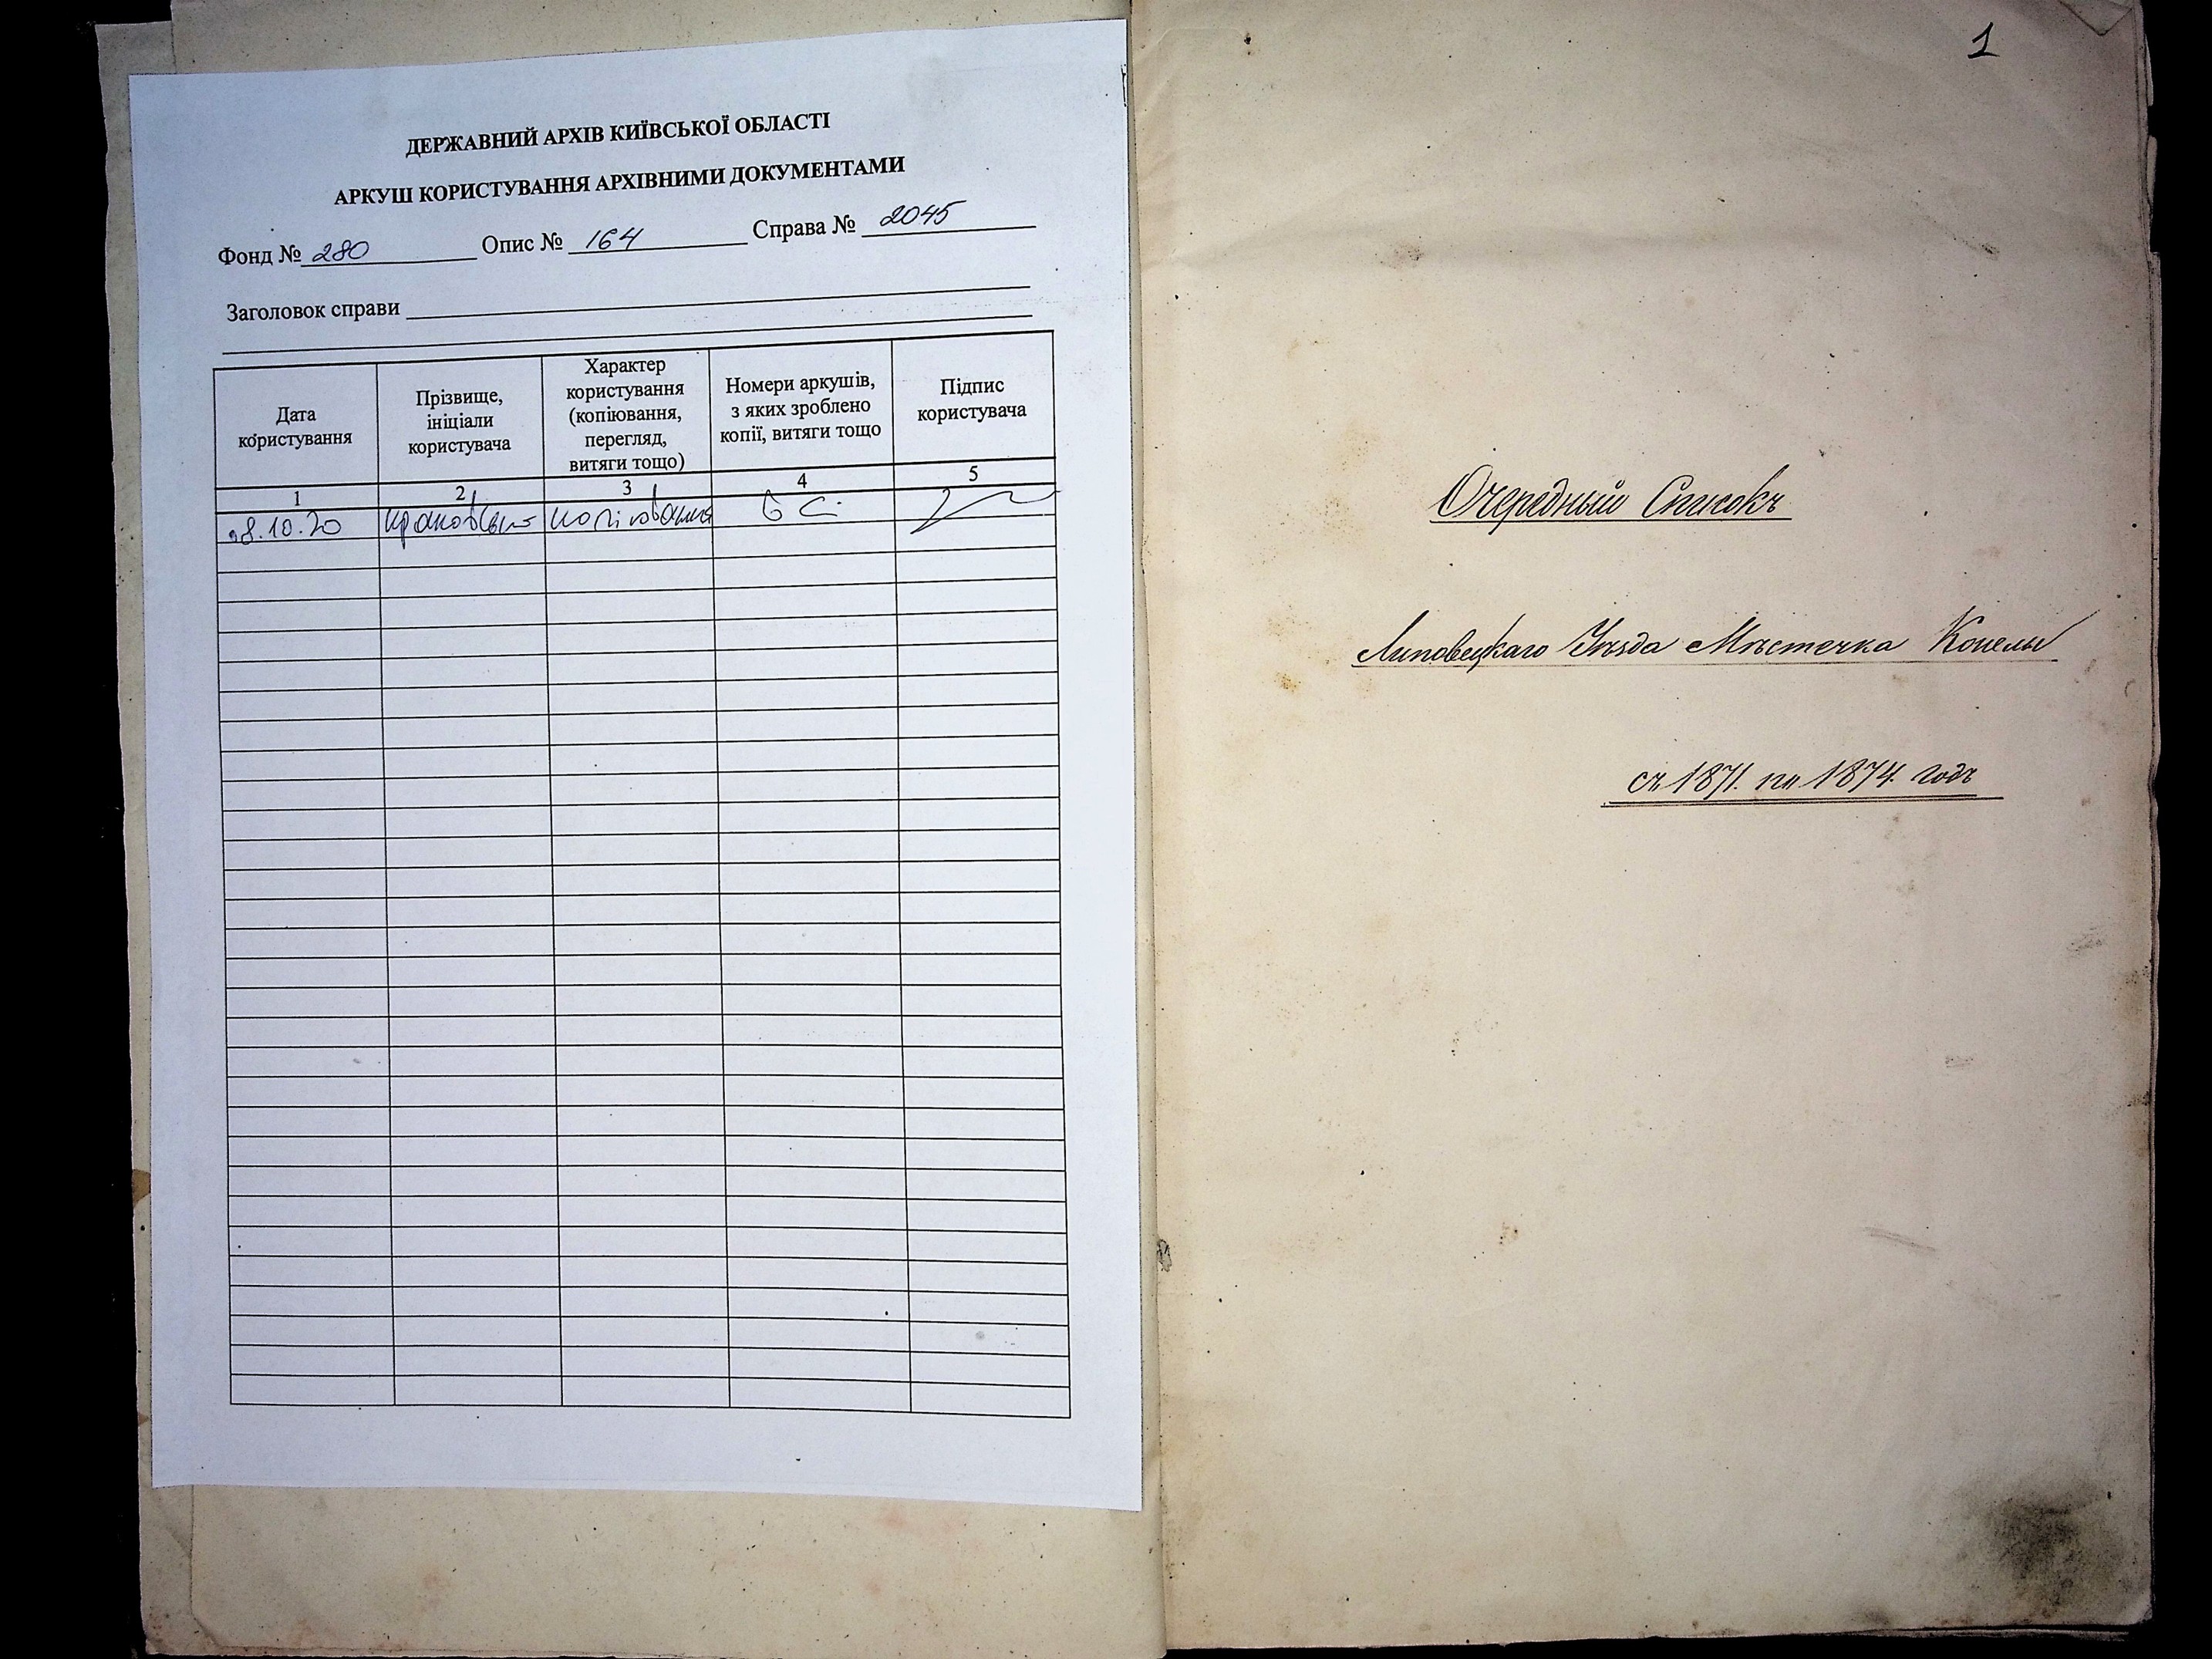 ДЕРЖАВНИЙ АРХІВ КИЇВСЬКОЇ ОБЛАСТІ
АРКУШ КОРИСТУВАННЯ АРХІВНИМИ ДОКУМЕНТАМИ
Фонд № 280 Опис № 164 Справа № 2045
Заголовок справи
Дата користування
Прізвище, ініціали користувача
Характер користування (копіювання, перегляд, витяги тощо)
Номери аркушів, з яких зроблено копії, витяги тощо
Підпис користувача
1 2 3 4 5
28.10.20 копіювання
1
Очередный Списокъ
Липовецкаго Уѣзда Мѣстечка Конелы
съ 1871. по 1874. годъ